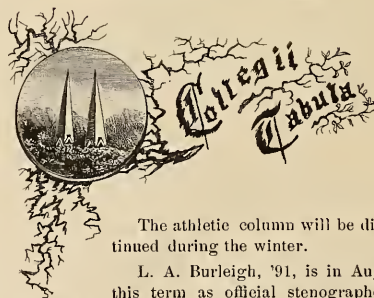 Collegii
Tabula
The athletic column will be di
tinued during the winter.
L. A. Burleigh, '91, is in Au
this term as official stenographe